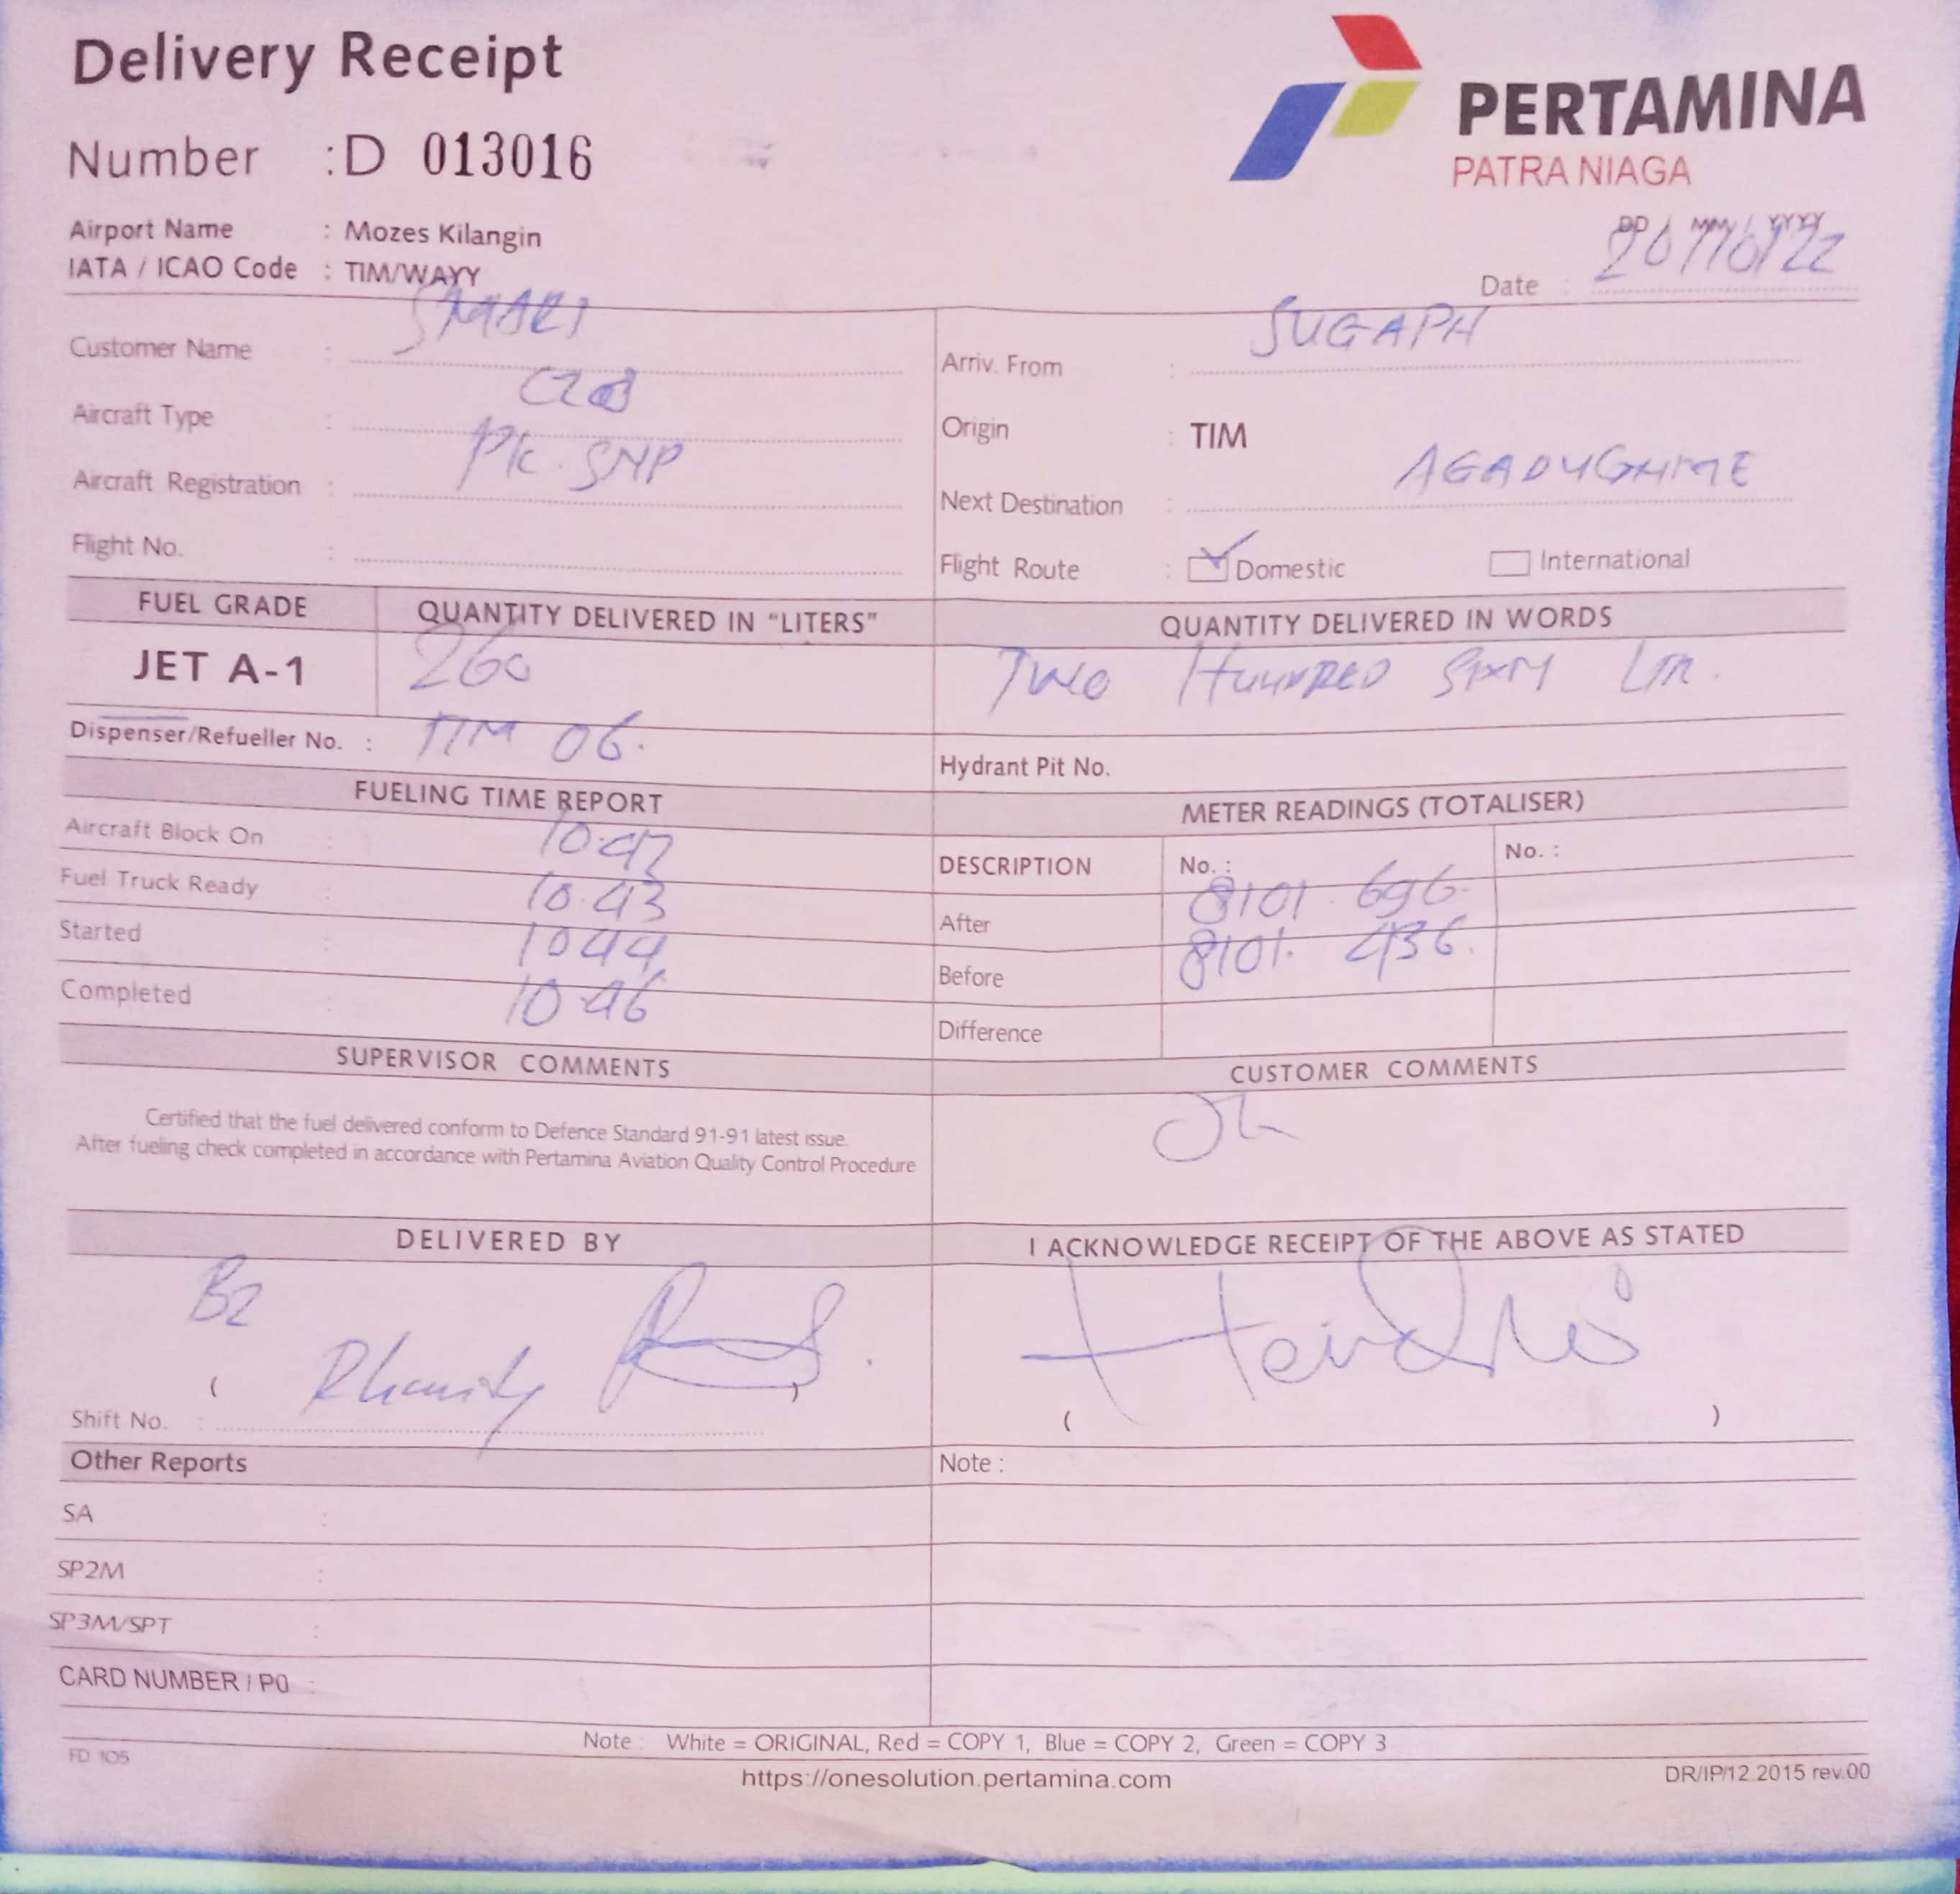 Delivery Receipt
PERTAMINA
PATRA NIAGA
Number : D 013016
Airport Name : Mozes Kilangin
IATA / ICAO Code : TIM/WAYY
DD / MM / YYYY
Date :
Customer Name : SMART
Arriv. From : SUGAPA
Aircraft Type : C208
Origin : TIM
Aircraft Registration : PK. SNP
Next Destination :
Flight No. :
Flight Route : Domestic International
FUEL GRADE QUANTITY DELIVERED IN "LITERS" QUANTITY DELIVERED IN WORDS
JET A-1 260 TWO HUNDRED SIXTY LTR.
Dispenser/Refueller No. : TIM 06.
Hydrant Pit No.
FUELING TIME REPORT METER READINGS (TOTALISER)
Aircraft Block On : 10.42
DESCRIPTION No. : No. :
Fuel Truck Ready : 10.43
After 8101 696.
Started : 10 44
Before 8101. 436.
Completed : 10 46
Difference
SUPERVISOR COMMENTS CUSTOMER COMMENTS
Certified that the fuel delivered conform to Defence Standard 91-91 latest issue.
After fueling check completed in accordance with Pertamina Aviation Quality Control Procedure
Ok
DELIVERED BY I ACKNOWLEDGE RECEIPT OF THE ABOVE AS STATED
B2
Hendri
( )
Shift No. :
( )
Other Reports Note :
SA :
SP2M :
SP3M/SPT :
CARD NUMBER / PO :
Note : White = ORIGINAL, Red = COPY 1, Blue = COPY 2, Green = COPY 3
FD 105
https://onesolution.pertamina.com
DR/IP/12.2015 rev.00